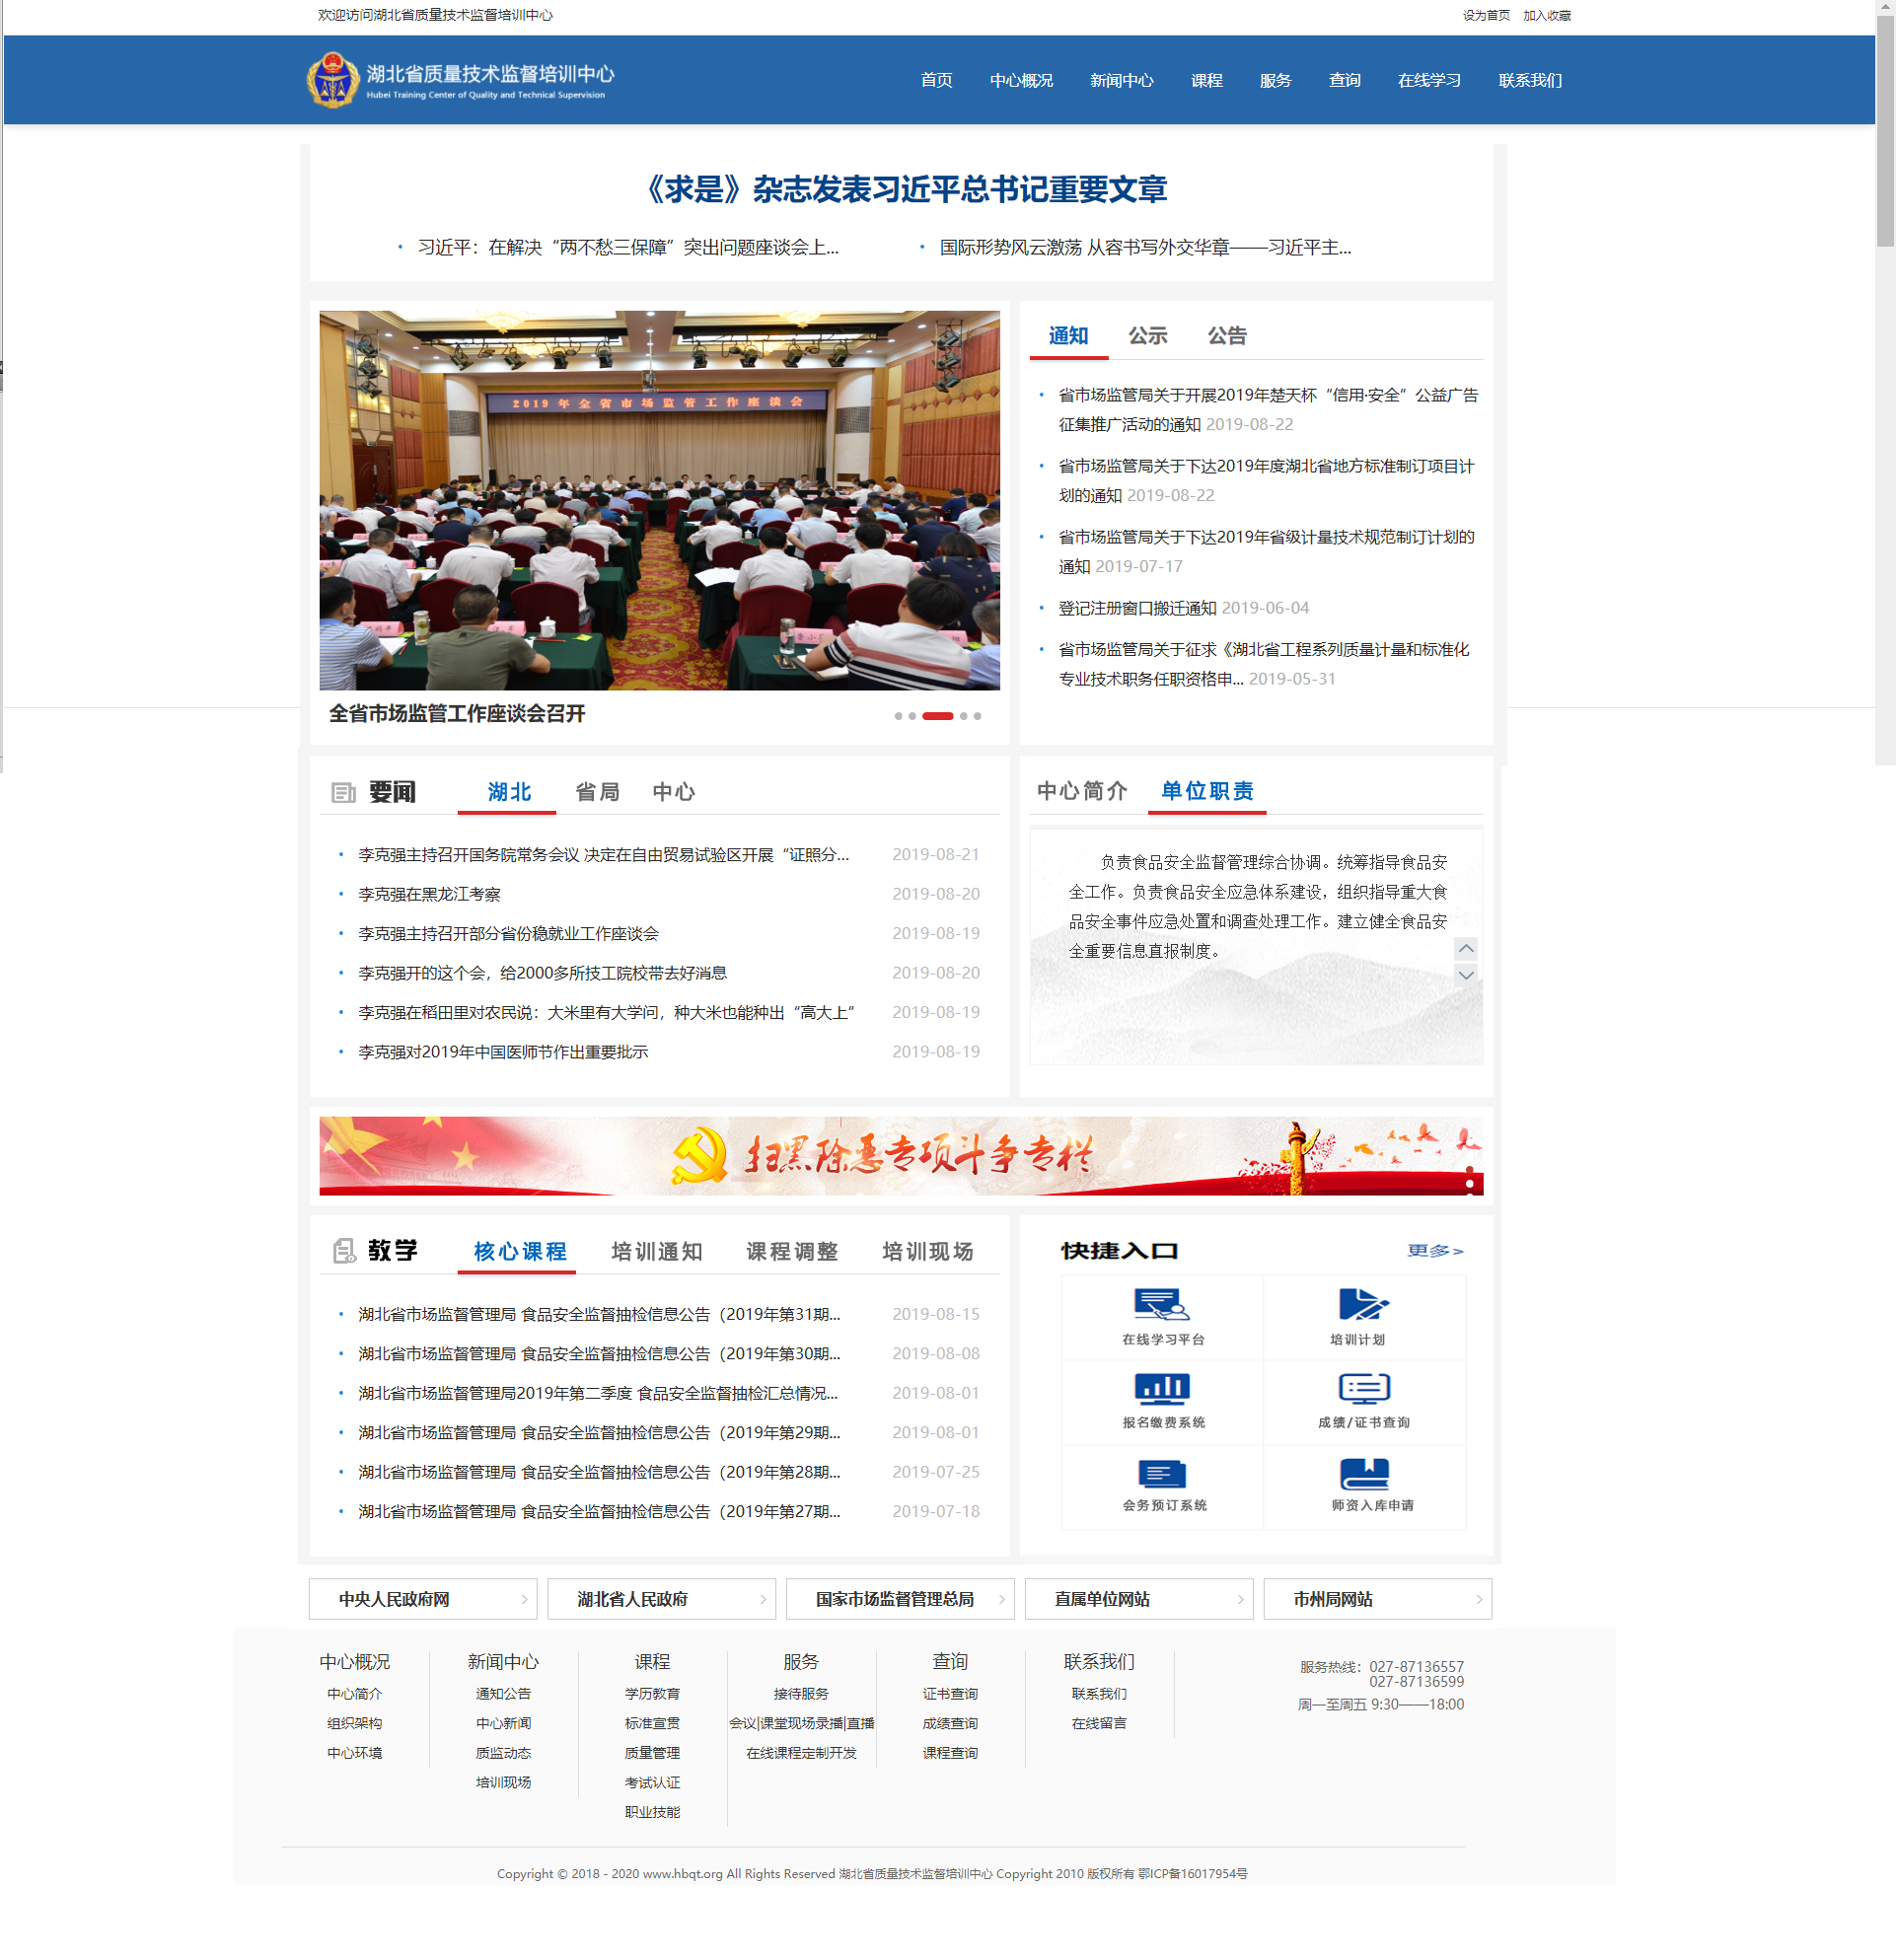 欢迎访问湖北省质量技术监督培训中心
设为首页 加入收藏
湖北省质量技术监督培训中心
Hubei Training Center of Quality and Technical Supervision
首页 中心概况 新闻中心 课程 服务 查询 在线学习 联系我们
《求是》杂志发表习近平总书记重要文章
· 习近平：在解决“两不愁三保障”突出问题座谈会上...
· 国际形势风云激荡 从容书写外交华章——习近平主...
2019年全省市场监管工作座谈会
全省市场监管工作座谈会召开
通知 公示 公告
· 省市场监管局关于开展2019年楚天杯“信用·安全”公益广告
征集推广活动的通知 2019-08-22
· 省市场监管局关于下达2019年度湖北省地方标准制订项目计
划的通知 2019-08-22
· 省市场监管局关于下达2019年省级计量技术规范制订计划的
通知 2019-07-17
· 登记注册窗口搬迁通知 2019-06-04
· 省市场监管局关于征求《湖北省工程系列质量计量和标准化
专业技术职务任职资格申... 2019-05-31
要闻 湖北 省局 中心
· 李克强主持召开国务院常务会议 决定在自由贸易试验区开展“证照分... 2019-08-21
· 李克强在黑龙江考察 2019-08-20
· 李克强主持召开部分省份稳就业工作座谈会 2019-08-19
· 李克强开的这个会，给2000多所技工院校带去好消息 2019-08-20
· 李克强在稻田里对农民说：大米里有大学问，种大米也能种出“高大上” 2019-08-19
· 李克强对2019年中国医师节作出重要批示 2019-08-19
中心简介 单位职责
负责食品安全监督管理综合协调。统筹指导食品安
全工作。负责食品安全应急体系建设，组织指导重大食
品安全事件应急处置和调查处理工作。建立健全食品安
全重要信息直报制度。
扫黑除恶专项斗争专栏
教学 核心课程 培训通知 课程调整 培训现场
· 湖北省市场监督管理局 食品安全监督抽检信息公告（2019年第31期... 2019-08-15
· 湖北省市场监督管理局 食品安全监督抽检信息公告（2019年第30期... 2019-08-08
· 湖北省市场监督管理局2019年第二季度 食品安全监督抽检汇总情况... 2019-08-01
· 湖北省市场监督管理局 食品安全监督抽检信息公告（2019年第29期... 2019-08-01
· 湖北省市场监督管理局 食品安全监督抽检信息公告（2019年第28期... 2019-07-25
· 湖北省市场监督管理局 食品安全监督抽检信息公告（2019年第27期... 2019-07-18
快捷入口 更多>
在线学习平台 培训计划
报名缴费系统 成绩/证书查询
会务预订系统 师资入库申请
中央人民政府网 > 湖北省人民政府 > 国家市场监督管理总局 > 直属单位网站 > 市州局网站 >
中心概况
中心简介
组织架构
中心环境
新闻中心
通知公告
中心新闻
质监动态
培训现场
课程
学历教育
标准宣贯
质量管理
考试认证
职业技能
服务
接待服务
会议|课堂现场录播|直播
在线课程定制开发
查询
证书查询
成绩查询
课程查询
联系我们
联系我们
在线留言
服务热线：027-87136557
027-87136599
周一至周五 9:30——18:00
Copyright © 2018 - 2020 www.hbqt.org All Rights Reserved 湖北省质量技术监督培训中心 Copyright 2010 版权所有 鄂ICP备16017954号